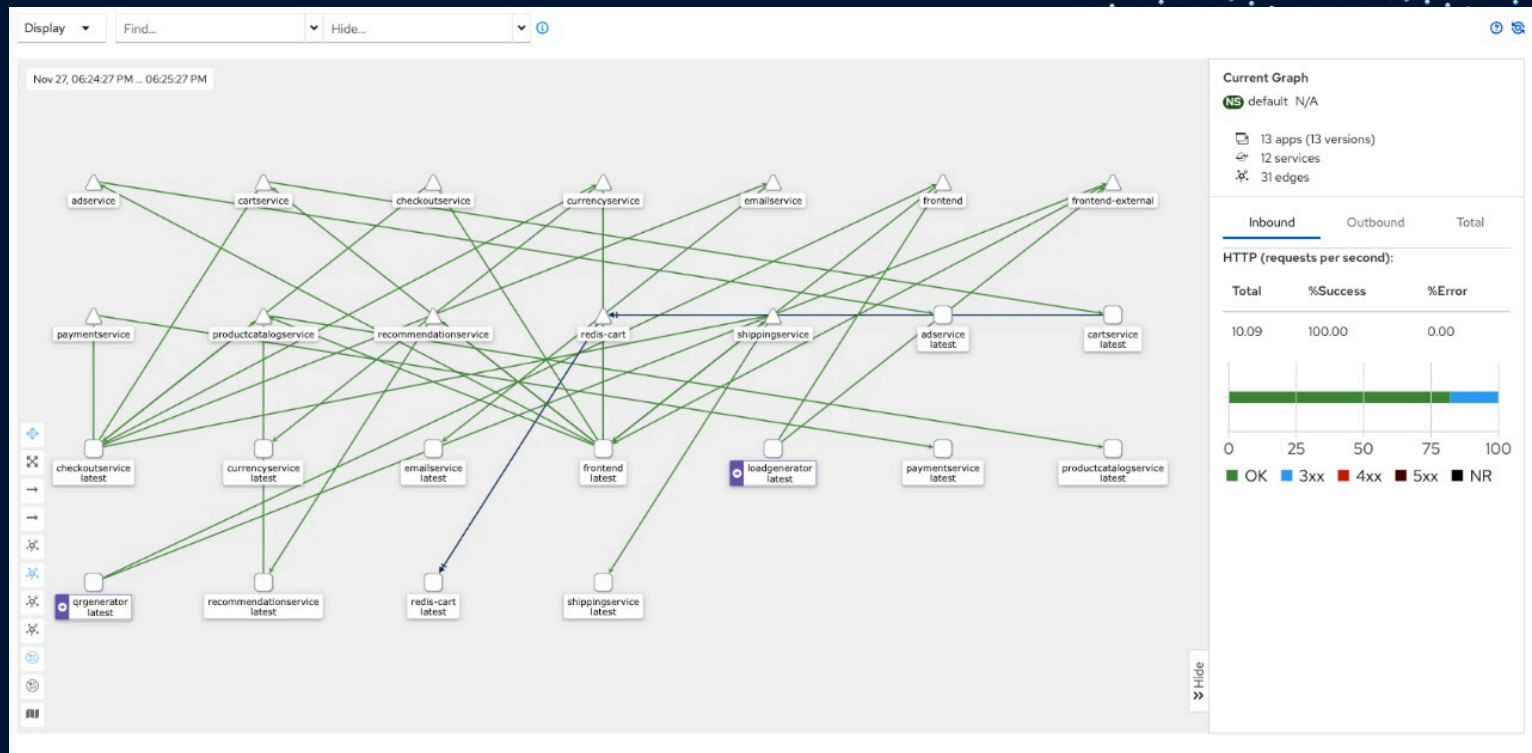 Display
Find...
Hide...
Nov 27, 06:24:27 PM ... 06:25:27 PM
adservice
cartservice
checkoutservice
currencyservice
emailservice
frontend
frontend-external
paymentservice
productcatalogservice
recommendationservice
redis-cart
shippingservice
adservice
latest
cartservice
latest
checkoutservice
latest
currencyservice
latest
emailservice
latest
frontend
latest
loadgenerator
latest
paymentservice
latest
productcatalogservice
latest
qrgenerator
latest
recommendationservice
latest
redis-cart
latest
shippingservice
latest
Hide
Current Graph
NS default N/A
13 apps (13 versions)
12 services
31 edges
Inbound Outbound Total
HTTP (requests per second):
Total %Success %Error
10.09 100.00 0.00
0 25 50 75 100
OK 3xx 4xx 5xx NR